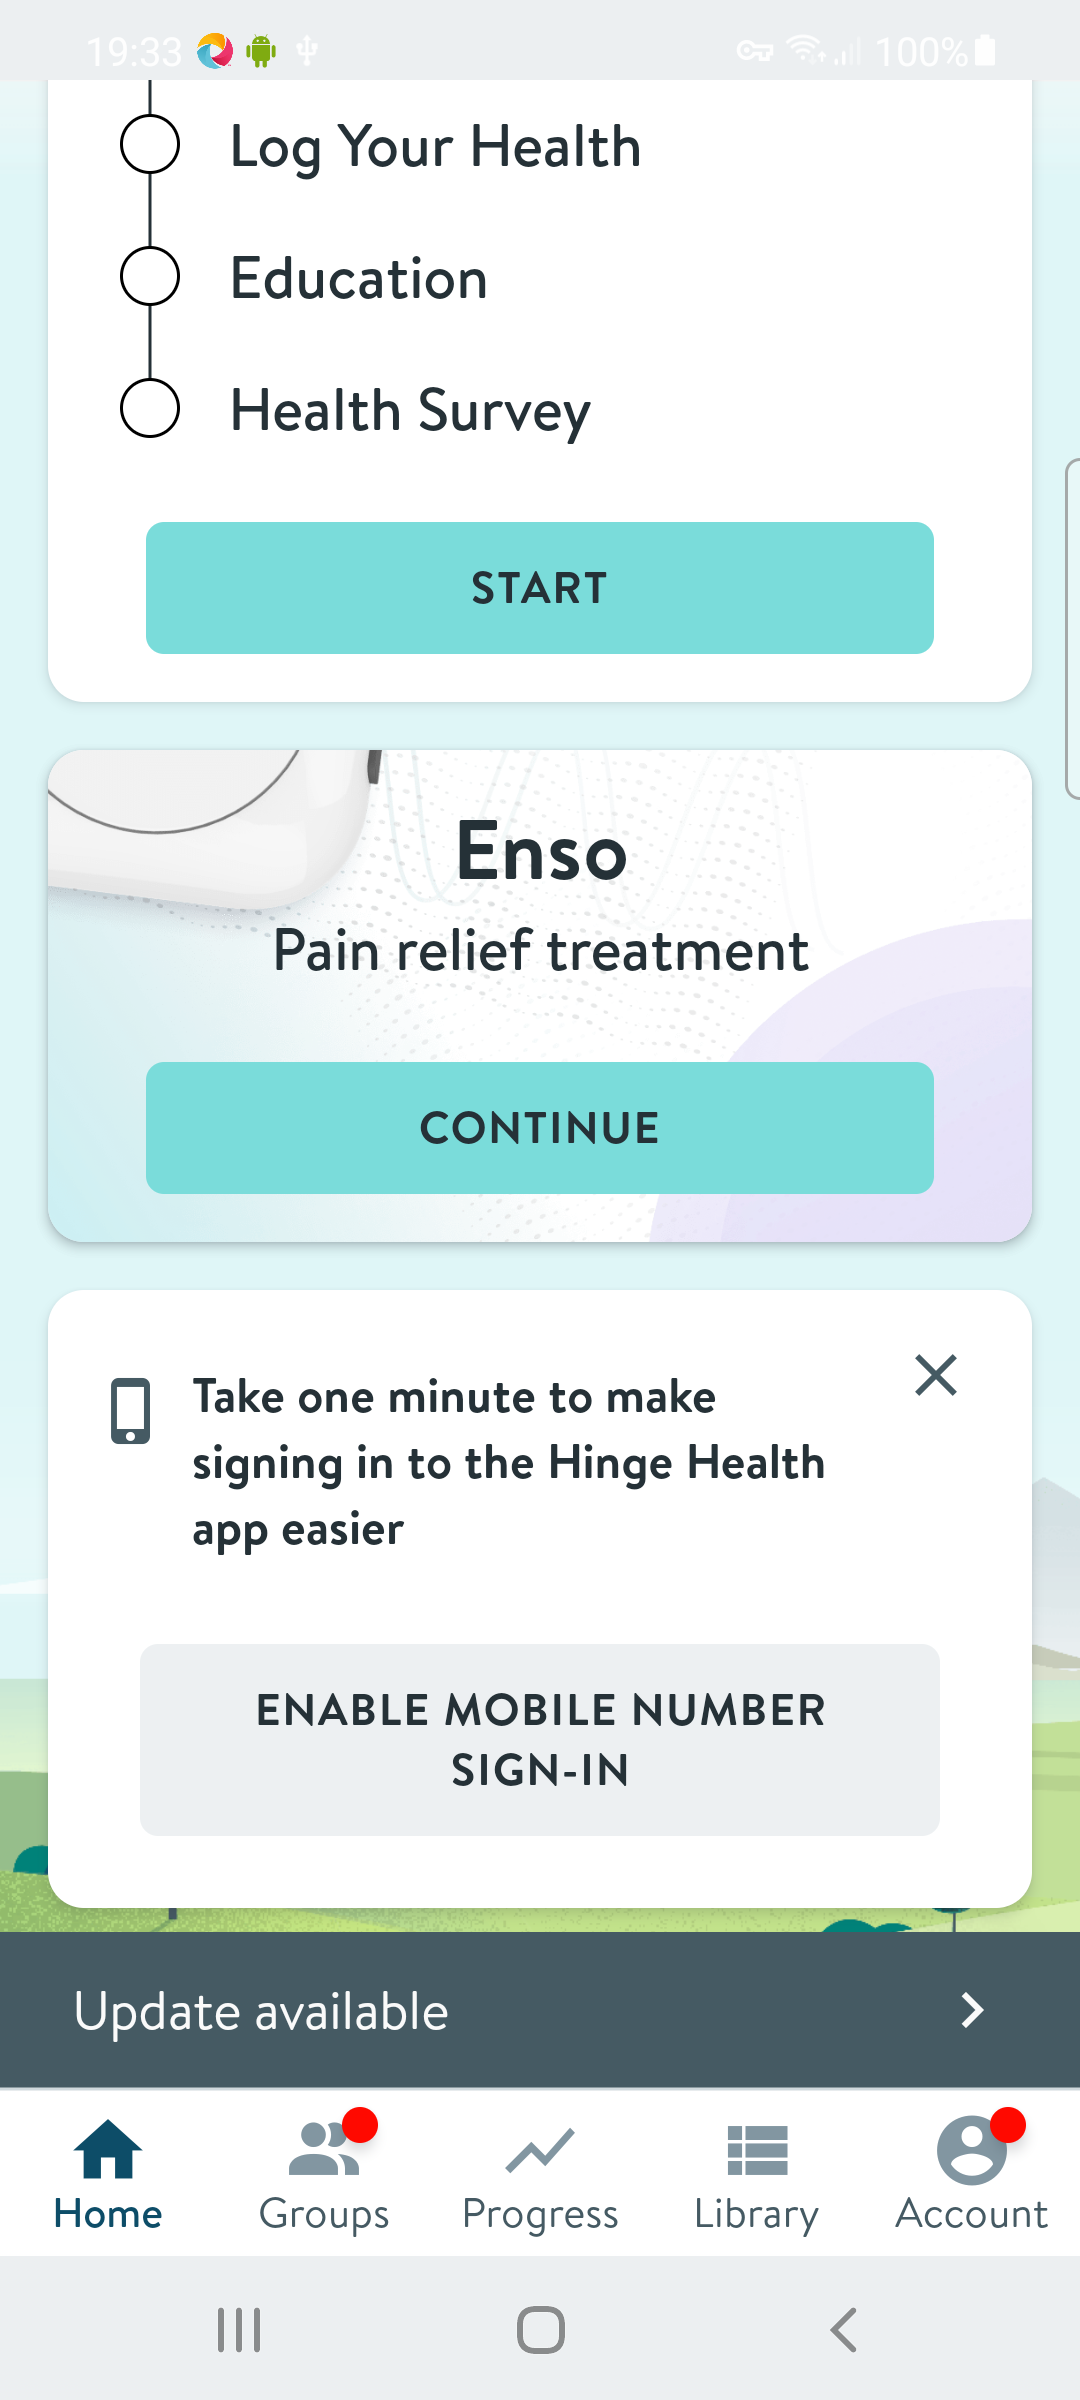 19:33
100%
Log Your Health
Education
Health Survey
START
Enso
Pain relief treatment
CONTINUE
Take one minute to make
signing in to the Hinge Health
app easier
ENABLE MOBILE NUMBER
SIGN-IN
Update available
Home
Groups
Progress
Library
Account